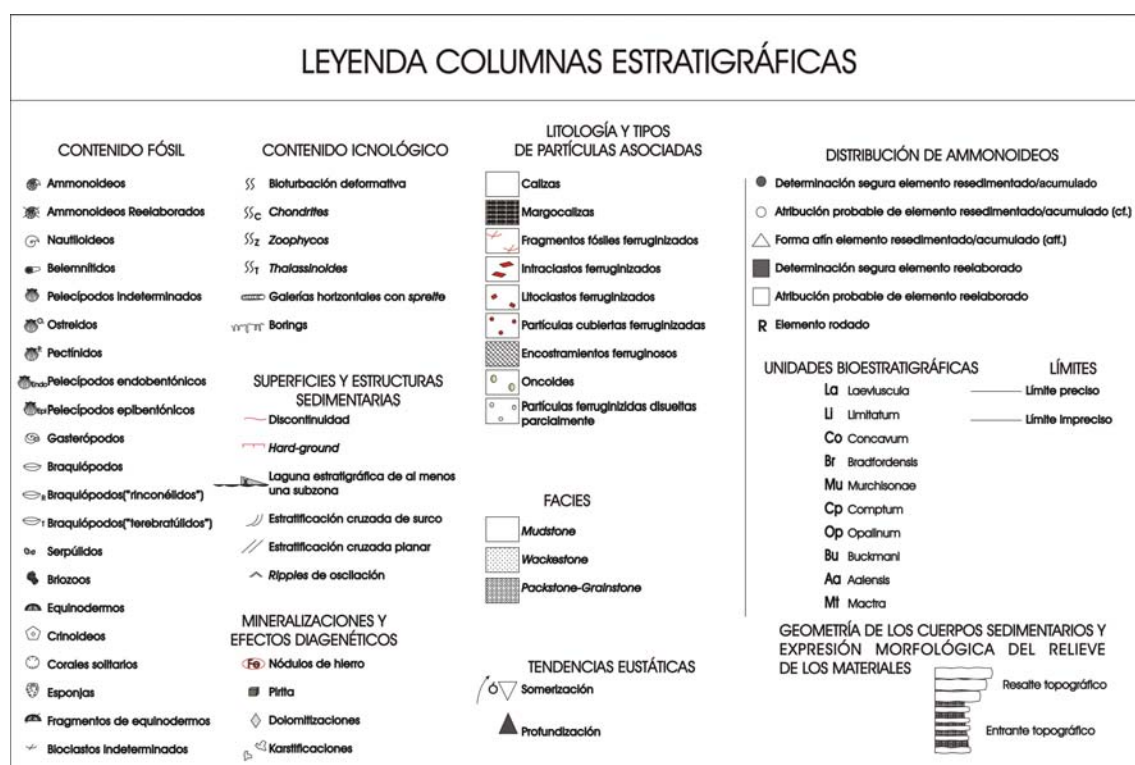 LEYENDA COLUMNAS ESTRATIGRÁFICAS
CONTENIDO FÓSIL
Ammonoideos
Ammonoideos Reelaborados
Nautiloideos
Belemnítidos
Pelecípodos indeterminados
O Ostreidos
P Pectínidos
Endo Pelecípodos endobentónicos
Epi Pelecípodos epibentónicos
Gasterópodos
Braquiópodos
R Braquiópodos("rinconélidos")
T Braquiópodos("terebratúlidos")
Serpúlidos
Briozoos
Equinodermos
Crinoideos
Corales solitarios
Esponjas
Fragmentos de equinodermos
Bioclastos indeterminados
CONTENIDO ICNOLÓGICO
Bioturbación deformativa
C Chondrites
Z Zoophycos
T Thalassinoides
Galerías horizontales con spreite
Borings
SUPERFICIES Y ESTRUCTURAS
SEDIMENTARIAS
Discontinuidad
Hard-ground
Laguna estratigráfica de al menos
una subzona
Estratificación cruzada de surco
Estratificación cruzada planar
Ripples de oscilación
MINERALIZACIONES Y
EFECTOS DIAGENÉTICOS
Fe Nódulos de hierro
Pirita
Dolomitizaciones
Karstificaciones
LITOLOGÍA Y TIPOS
DE PARTÍCULAS ASOCIADAS
Calizas
Margocalizas
Fragmentos fósiles ferruginizados
Intraclastos ferruginizados
Litoclastos ferruginizados
Partículas cubiertas ferruginizadas
Encostramientos ferruginosos
Oncoides
Partículas ferruginizidas disueltas
parcialmente
FACIES
Mudstone
Wackestone
Packstone-Grainstone
TENDENCIAS EUSTÁTICAS
Somerización
Profundización
DISTRIBUCIÓN DE AMMONOIDEOS
Determinación segura elemento resedimentado/acumulado
Atribución probable de elemento resedimentado/acumulado (cf.)
Forma afín elemento resedimentado/acumulado (aff.)
Determinación segura elemento reelaborado
Atribución probable de elemento reelaborado
R Elemento rodado
UNIDADES BIOESTRATIGRÁFICAS
La Laeviuscula
Li Limitatum
Co Concavum
Br Bradfordensis
Mu Murchisonae
Cp Comptum
Op Opalinum
Bu Buckmani
Aa Aalensis
Mt Mactra
LÍMITES
Límite preciso
Límite impreciso
GEOMETRÍA DE LOS CUERPOS SEDIMENTARIOS Y
EXPRESIÓN MORFOLÓGICA DEL RELIEVE
DE LOS MATERIALES
Resalte topográfico
Entrante topográfico